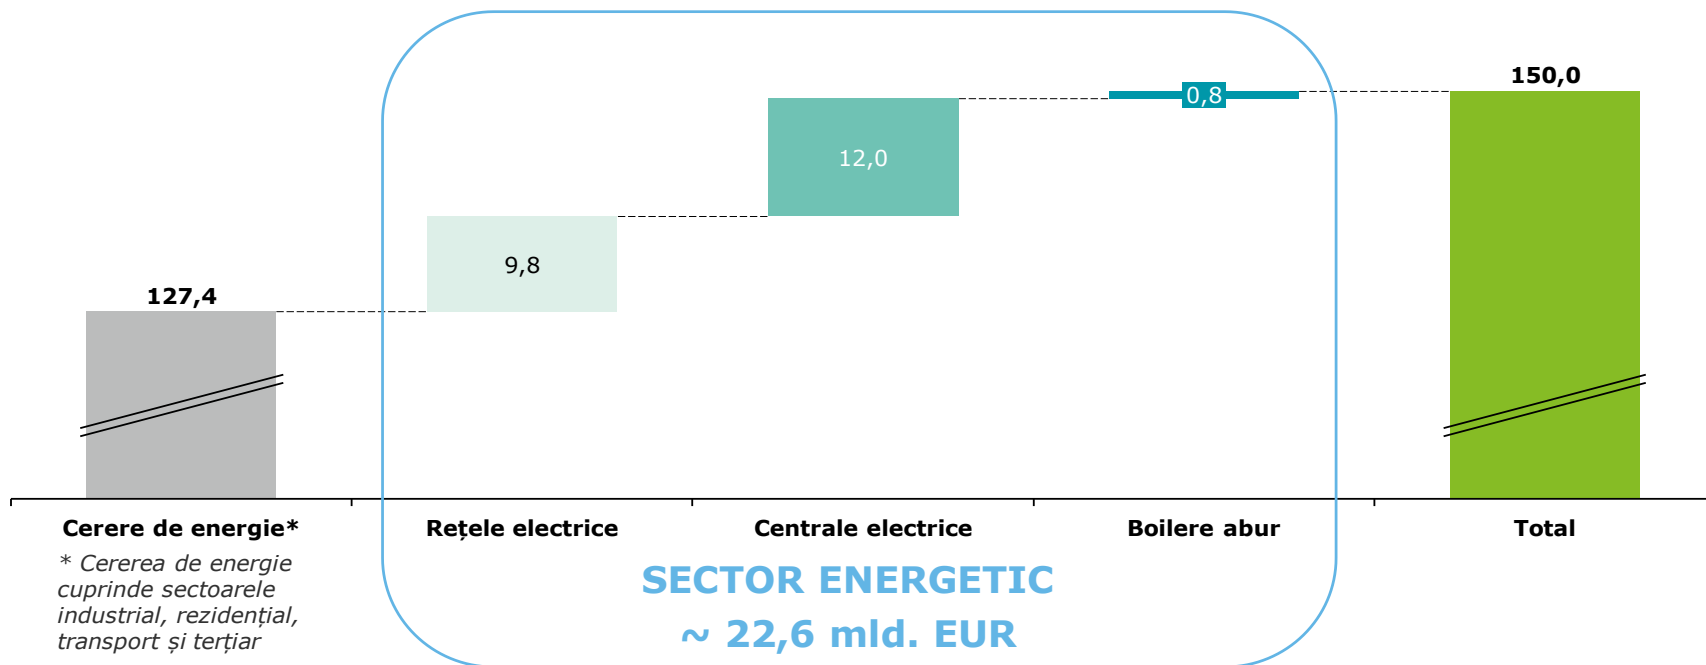 150,0
0,8
12,0
9,8
127,4
Cerere de energie*
Rețele electrice
Centrale electrice
Boilere abur
Total
* Cererea de energie
cuprinde sectoarele
industrial, rezidențial,
transport și terțiar
SECTOR ENERGETIC
~ 22,6 mld. EUR